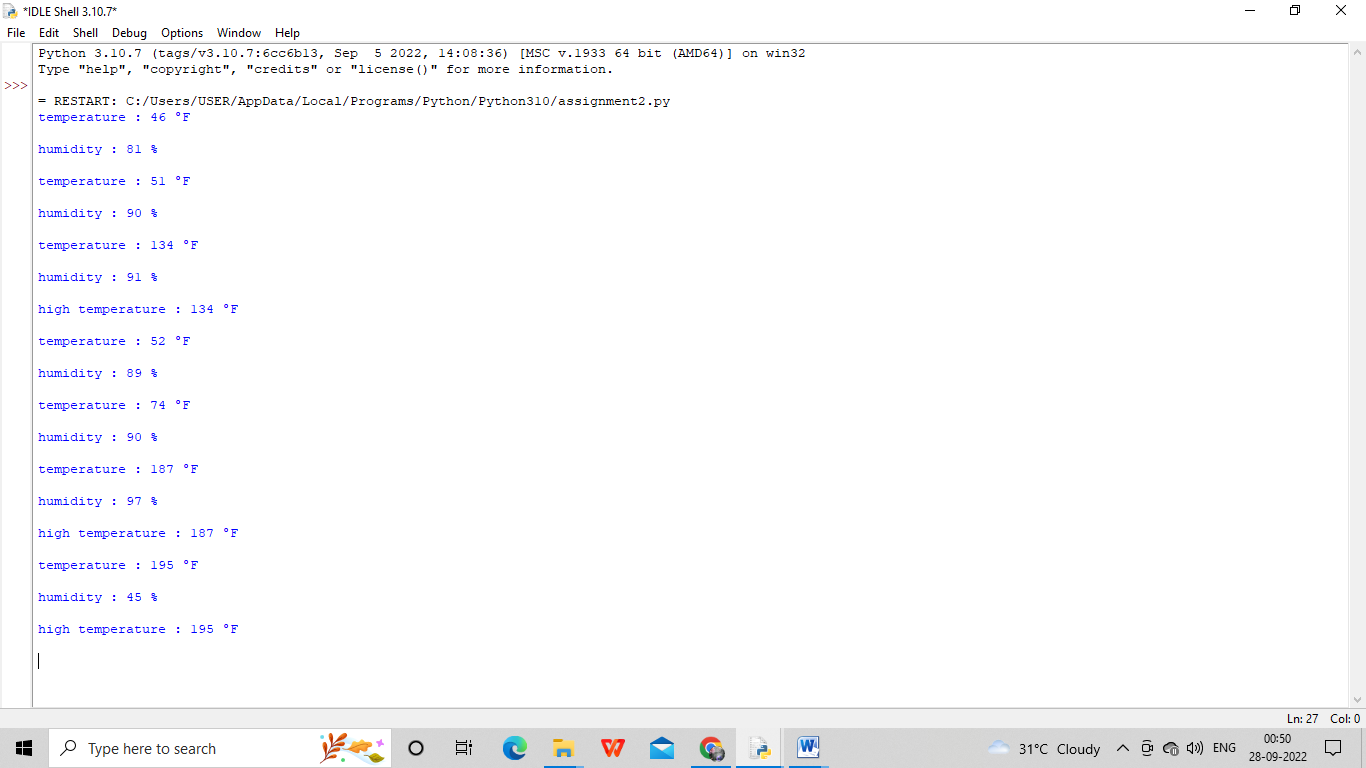 *IDLE Shell 3.10.7*
File Edit Shell Debug Options Window Help
Python 3.10.7 (tags/v3.10.7:6cc6b13, Sep  5 2022, 14:08:36) [MSC v.1933 64 bit (AMD64)] on win32
Type "help", "copyright", "credits" or "license()" for more information.
>>>
= RESTART: C:/Users/USER/AppData/Local/Programs/Python/Python310/assignment2.py
temperature : 46 °F
humidity : 81 %
temperature : 51 °F
humidity : 90 %
temperature : 134 °F
humidity : 91 %
high temperature : 134 °F
temperature : 52 °F
humidity : 89 %
temperature : 74 °F
humidity : 90 %
temperature : 187 °F
humidity : 97 %
high temperature : 187 °F
temperature : 195 °F
humidity : 45 %
high temperature : 195 °F
Ln: 27 Col: 0
Type here to search
31°C Cloudy
ENG
00:50
28-09-2022